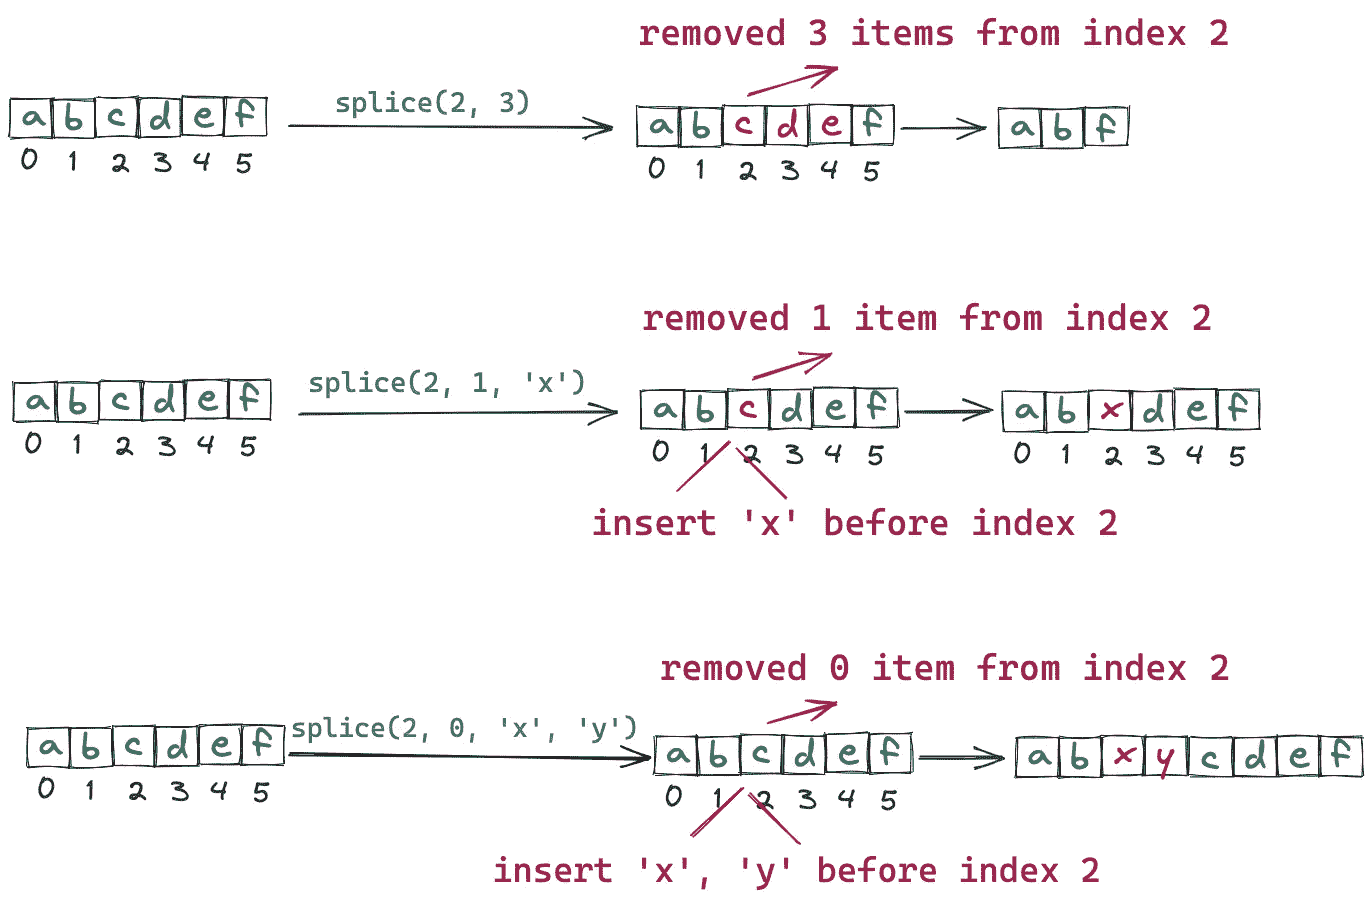 removed 3 items from index 2
splice(2, 3)
a b c d e f
a b c d e f
a b f
0 1 2 3 4 5
0 1 2 3 4 5
removed 1 item from index 2
splice(2, 1, 'x')
a b c d e f
a b c d e f
a b x d e f
0 1 2 3 4 5
0 1 2 3 4 5
0 1 2 3 4 5
insert 'x' before index 2
removed 0 item from index 2
splice(2, 0, 'x', 'y')
a b c d e f
a b c d e f
a b x y c d e f
0 1 2 3 4 5
0 1 2 3 4 5
insert 'x', 'y' before index 2